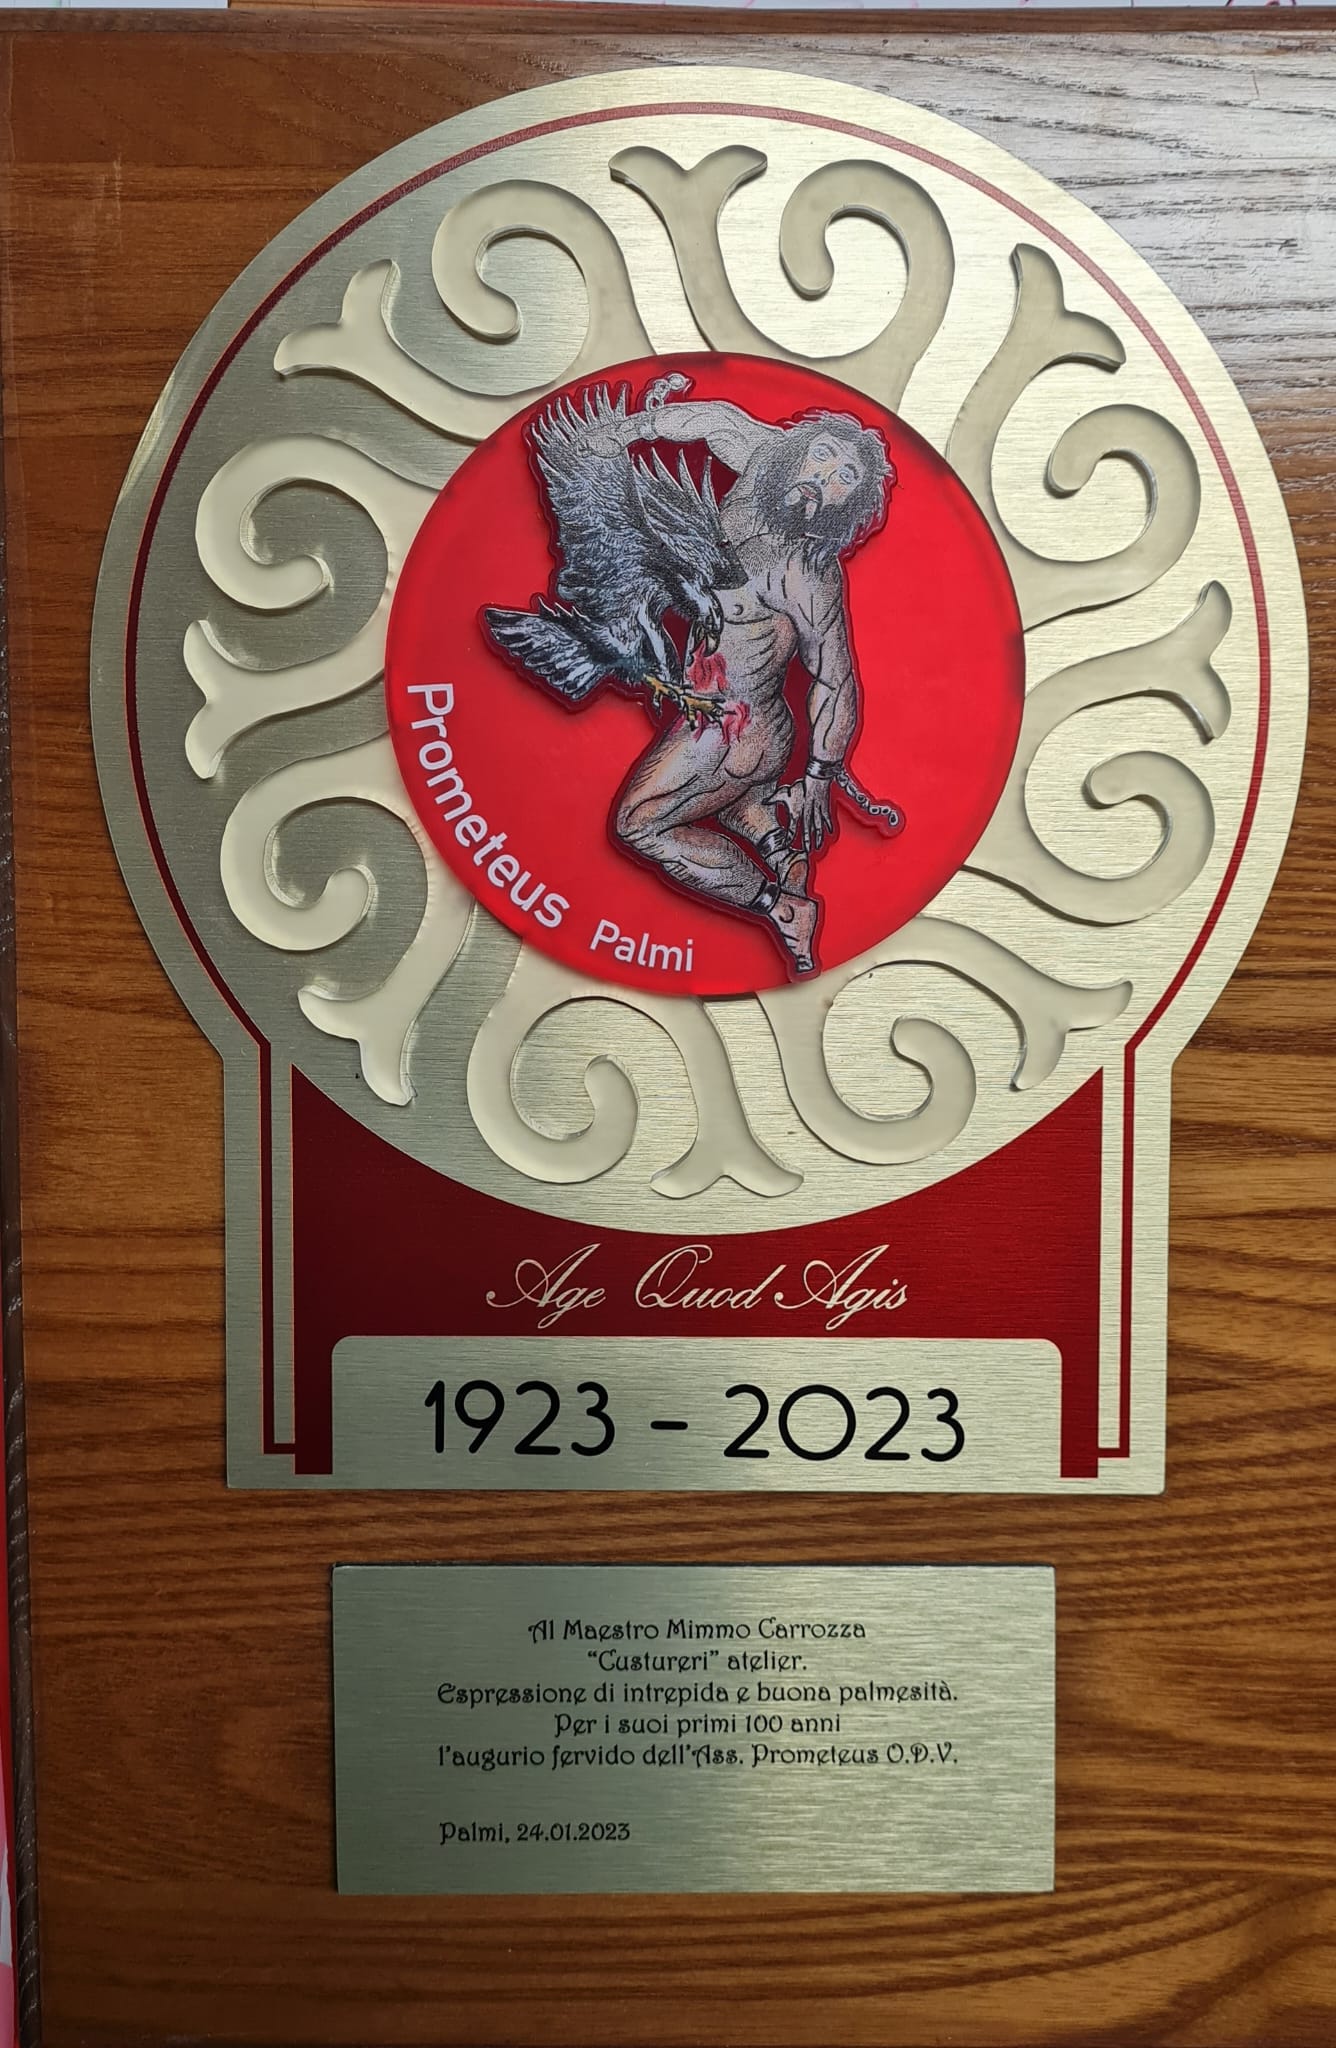 Prometeus Palmi
Age Quod Agis
1923 - 2023
Al Maestro Mimmo Carrozza
“Custureri” atelier.
Espressione di intrepida e buona palmesità.
Per i suoi primi 100 anni
l'augurio fervido dell'Ass. Prometeus O.D.V.
Palmi, 24.01.2023